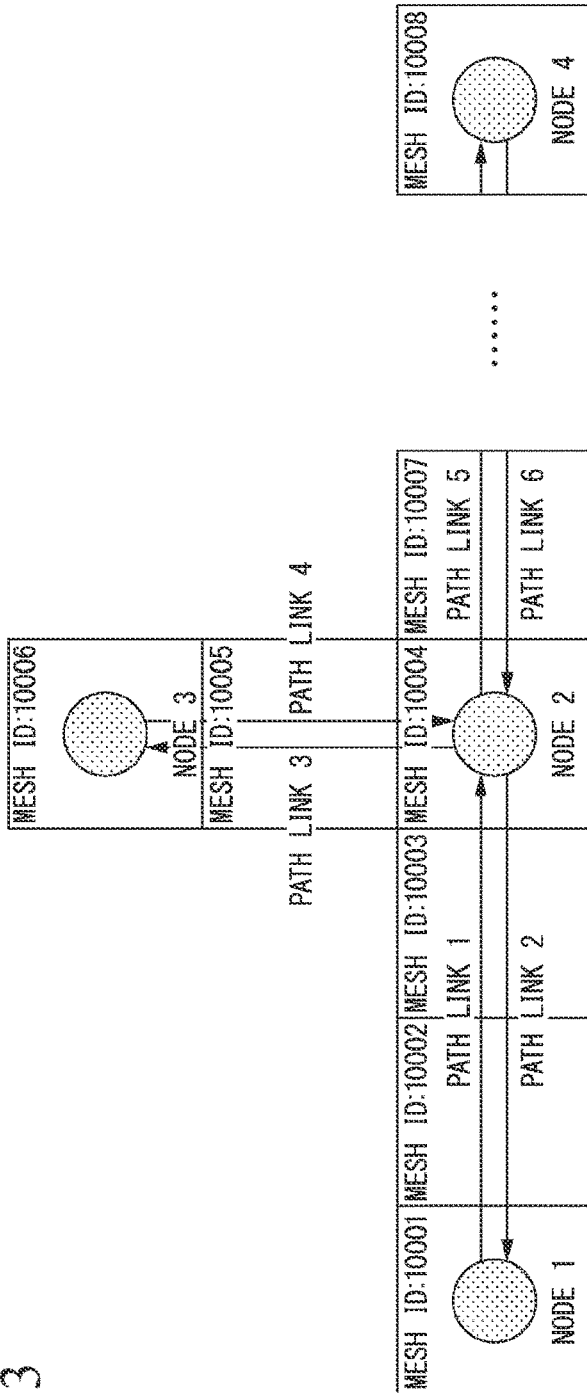 3
MESH ID:10006
NODE 3
MESH ID:10005
PATH LINK 3
PATH LINK 4
MESH ID:10001
MESH ID:10002
MESH ID:10003
MESH ID:10004
MESH ID:10007
MESH ID:10008
PATH LINK 1
PATH LINK 5
......
PATH LINK 2
PATH LINK 6
NODE 1
NODE 2
NODE 4